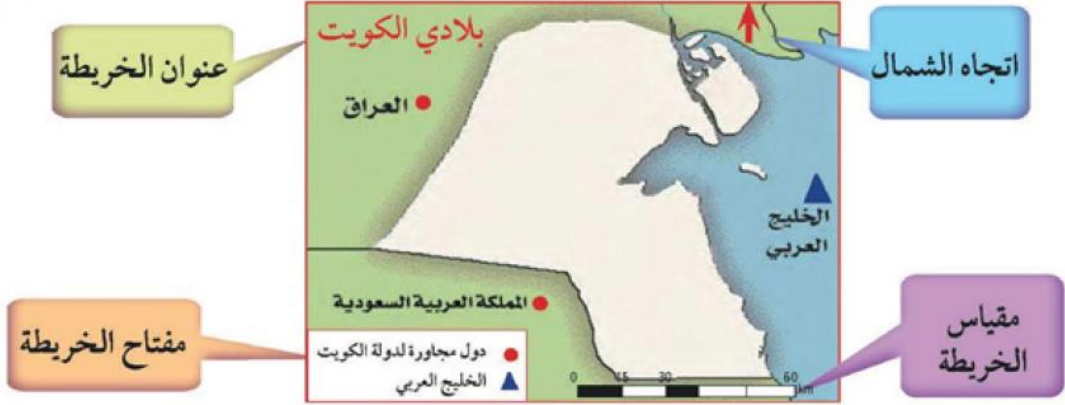 بلادي الكويت
اتجاه الشمال
عنوان الخريطة
العراق
الخليج
العربي
المملكة العربية السعودية
دول مجاورة لدولة الكويت
الخليج العربي
0 15 30 60
km
مقياس
الخريطة
مفتاح الخريطة